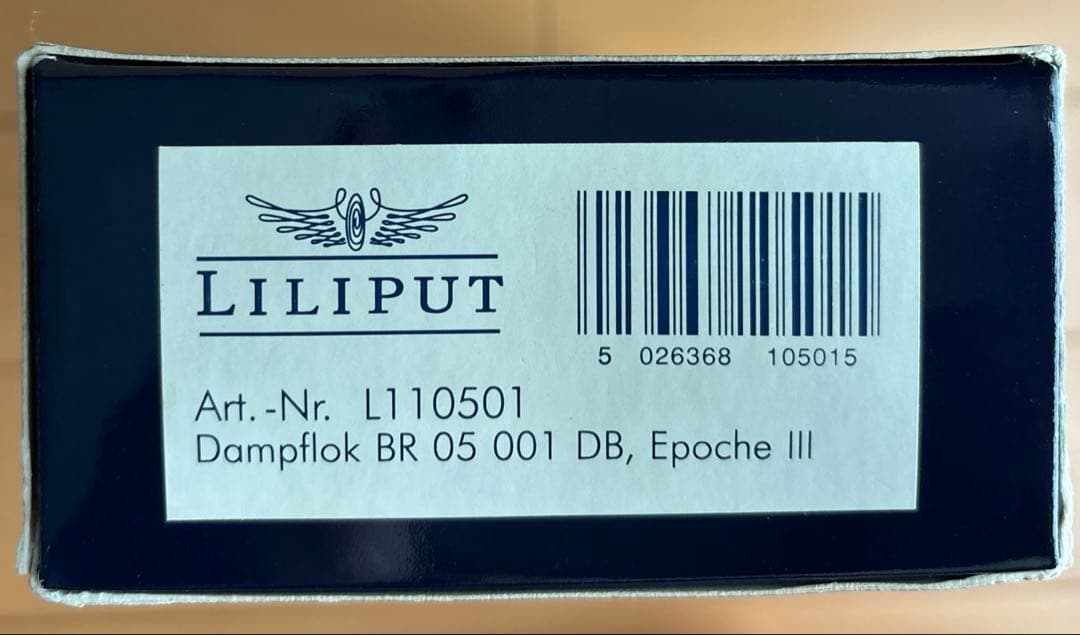 LILIPUT
5 026368 105015
Art.-Nr. L110501
Dampflok BR 05 001 DB, Epoche III